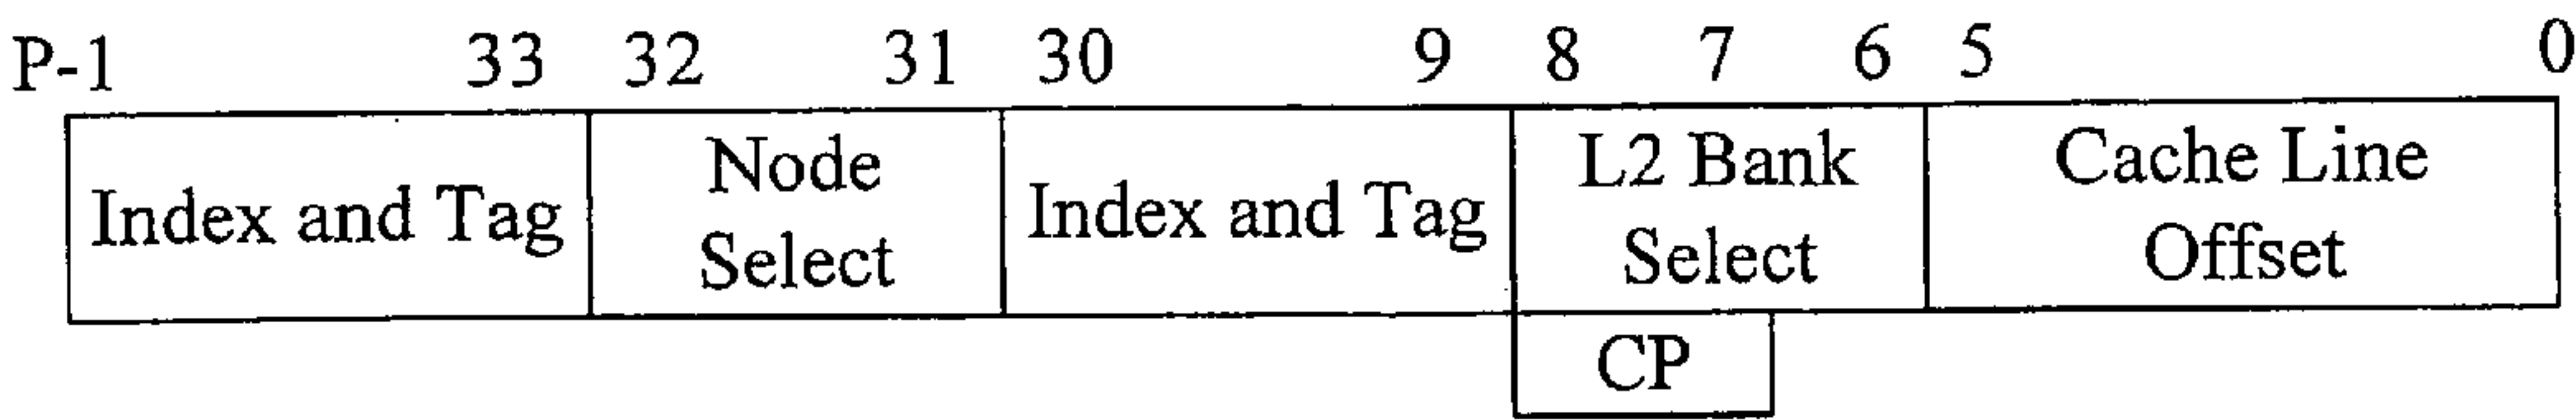 P-1 33 32 31 30 9 8 7 6 5 0
Index and Tag
Node
Select
Index and Tag
L2 Bank
Select
Cache Line
Offset
CP